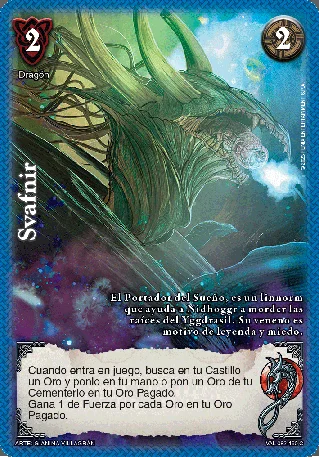 2
2
Dragón
Svafnir
El Portador del Sueño, es un linnorm
que ayuda a Nidhoggr a morder las
raíces del Yggdrasil. Su veneno es
motivo de leyenda y miedo.
Cuando entra en juego, busca en tu Castillo
un Oro y ponlo en tu mano o pon un Oro de tu
Cementerio en tu Oro Pagado.
Gana 1 de Fuerza por cada Oro en tu Oro
Pagado.